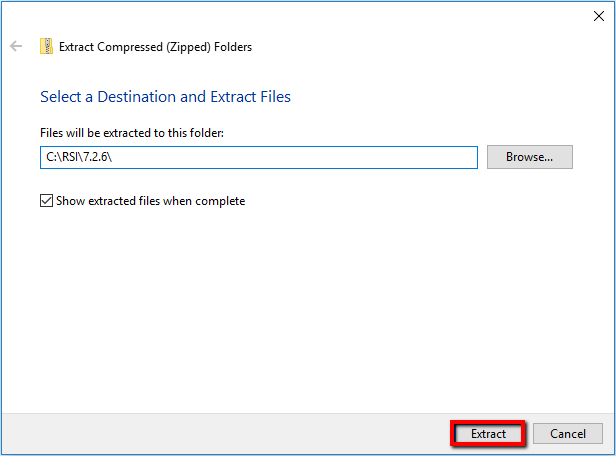 Extract Compressed (Zipped) Folders
Select a Destination and Extract Files
Files will be extracted to this folder:
C:\RSI\7.2.6\
Browse...
Show extracted files when complete
Extract
Cancel